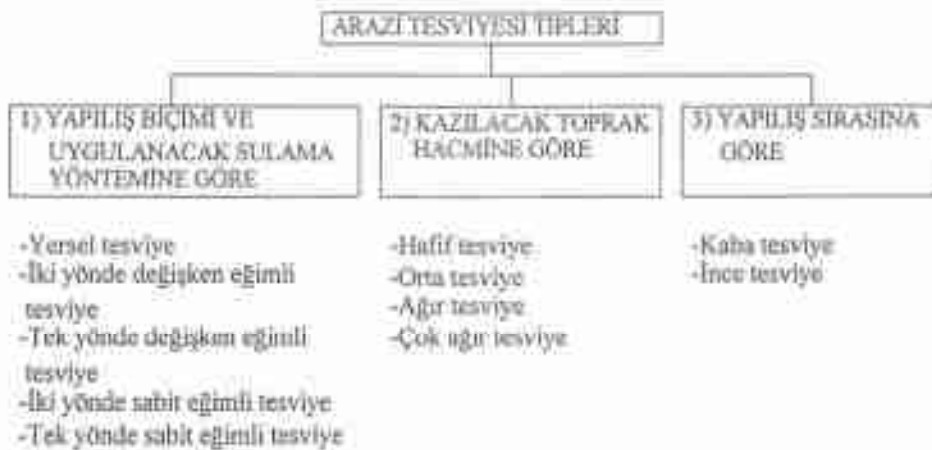 ARAZİ TESVİYESİ TİPLERİ
1) YAPILIŞ BİÇİMİ VE
UYGULANACAK SULAMA
YÖNTEMİNE GÖRE
2) KAZILACAK TOPRAK
HACMİNE GÖRE
3) YAPILIŞ SIRASINA
GÖRE
-Yersel tesviye
-İki yönde değişken eğimli
tesviye
-Tek yönde değişken eğimli
tesviye
-İki yönde sabit eğimli tesviye
-Tek yönde sabit eğimli tesviye
-Hafif tesviye
-Orta tesviye
-Ağır tesviye
-Çok ağır tesviye
-Kaba tesviye
-İnce tesviye